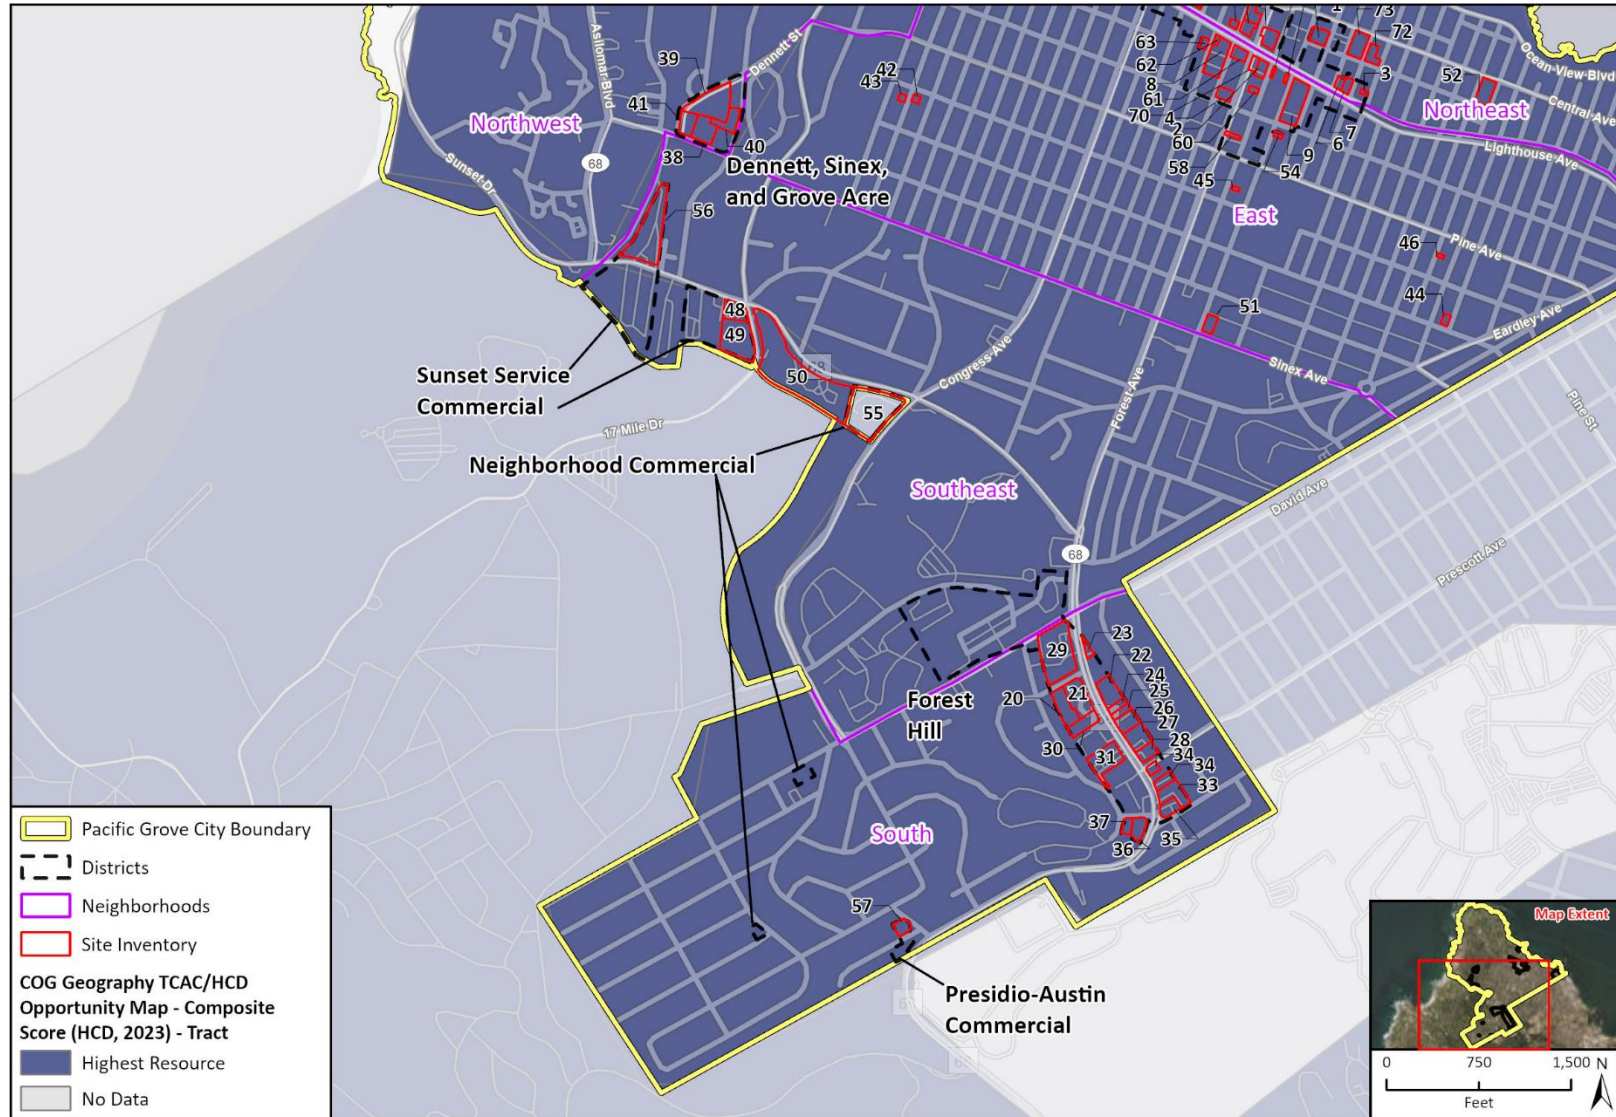 1
73
72
63
62
8
61
70
4
2
60
58
45
3
7
6
9
54
52
Ocean View Blvd
Central Ave
Northeast
Lighthouse Ave
East
Pine Ave
46
44
51
Eardley Ave
Sinex Ave
Pine St
David Ave
Prescott Ave
Asilomar Blvd
Dennett St
39
42
43
41
Northwest
40
38
68
Dennett, Sinex,
and Grove Acre
Sunset Dr
56
48
49
50
68
55
Congress Ave
Forest Ave
Sunset Service
Commercial
17 Mile Dr
Neighborhood Commercial
Southeast
68
29
23
22
24
25
26
27
28
34
34
33
35
20
21
30
31
37
36
Forest
Hill
South
57
Presidio-Austin
Commercial
68
Pacific Grove City Boundary
Districts
Neighborhoods
Site Inventory
COG Geography TCAC/HCD
Opportunity Map - Composite
Score (HCD, 2023) - Tract
Highest Resource
No Data
Map Extent
0 750 1,500
Feet
N